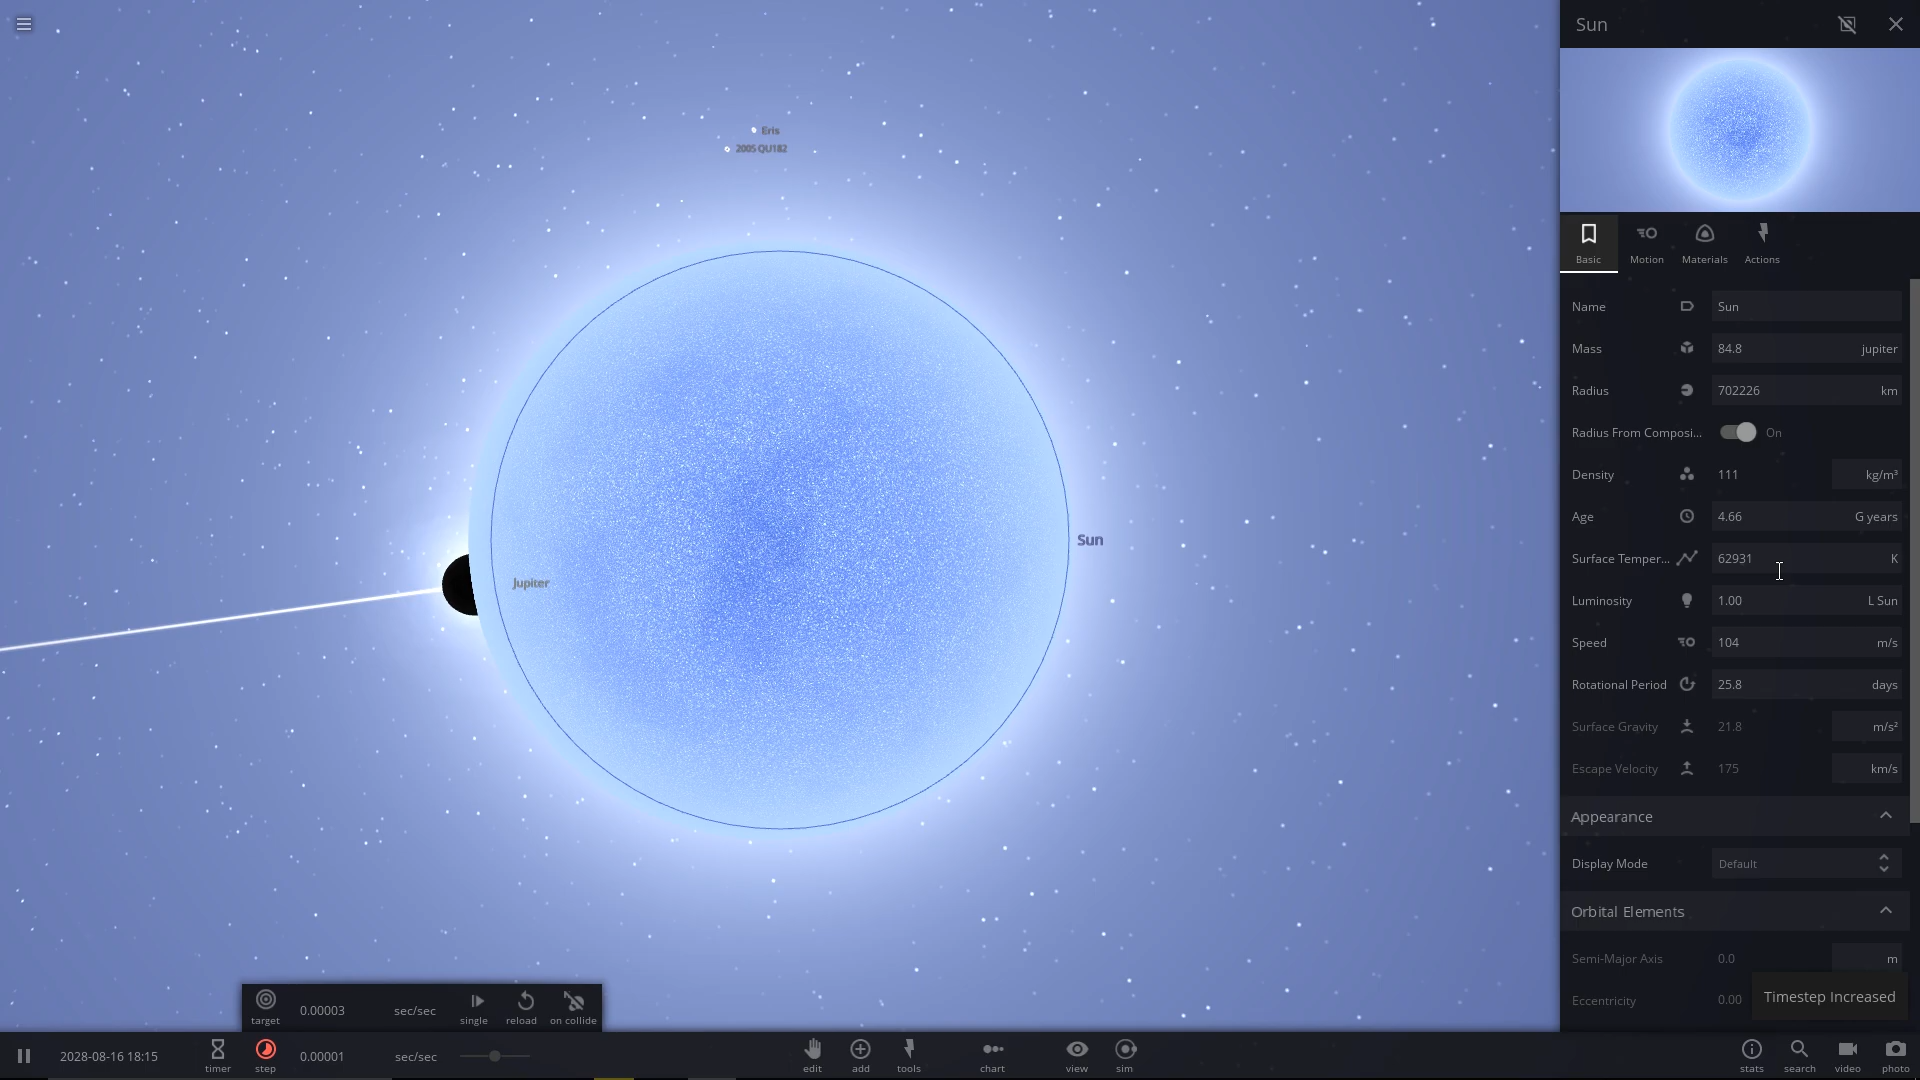 Sun
Eris
2005 QU182
Basic
Motion
Materials
Actions
Name
Sun
Mass
84.8
jupiter
Radius
702226
km
Radius From Composi...
On
Density
111
kg/m³
Age
4.66
G years
Surface Temper...
62931
K
Sun
Jupiter
Luminosity
1.00
L Sun
Speed
104
m/s
Rotational Period
25.8
days
Surface Gravity
21.8
m/s²
Escape Velocity
175
km/s
Appearance
Display Mode
Default
Orbital Elements
Semi-Major Axis
0.0
m
Eccentricity
0.00
Timestep Increased
target
0.00003
sec/sec
single
reload
on collide
2028-08-16 18:15
timer
step
0.00001
sec/sec
edit
add
tools
chart
view
sim
stats
search
video
photo